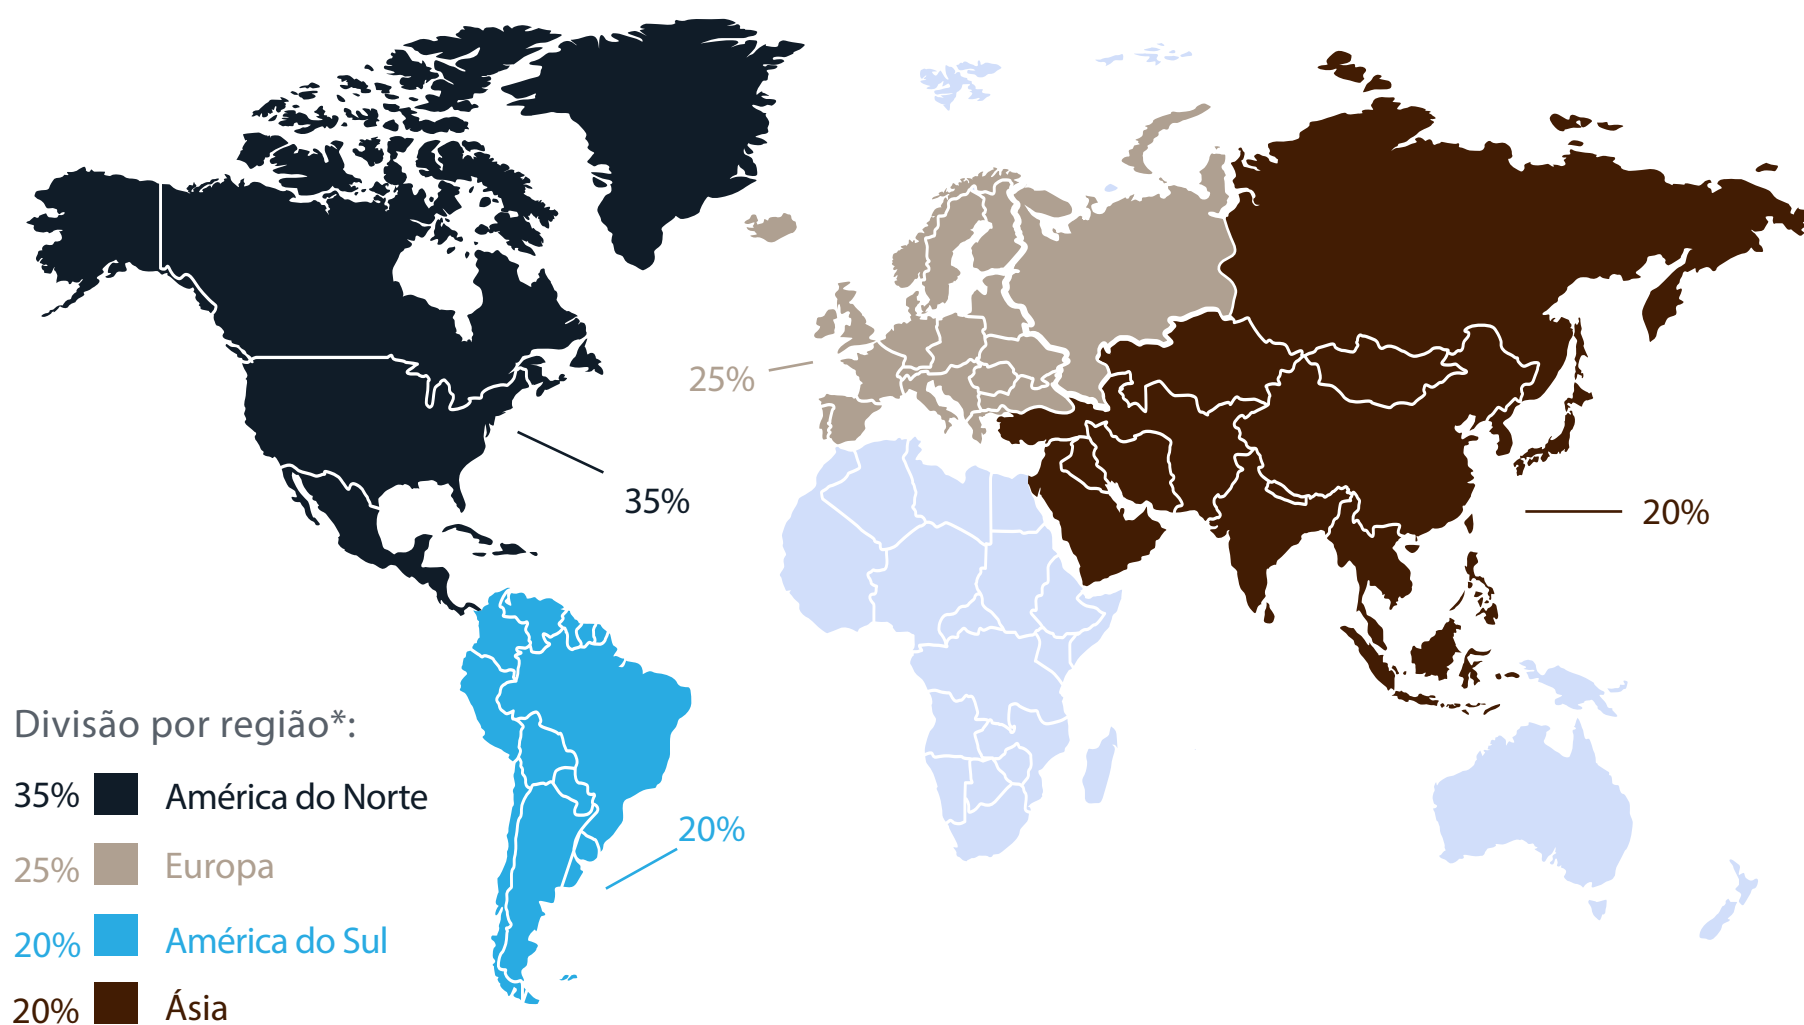 25%
35%
20%
20%
Divisão por região*:
35% América do Norte
25% Europa
20% América do Sul
20% Ásia